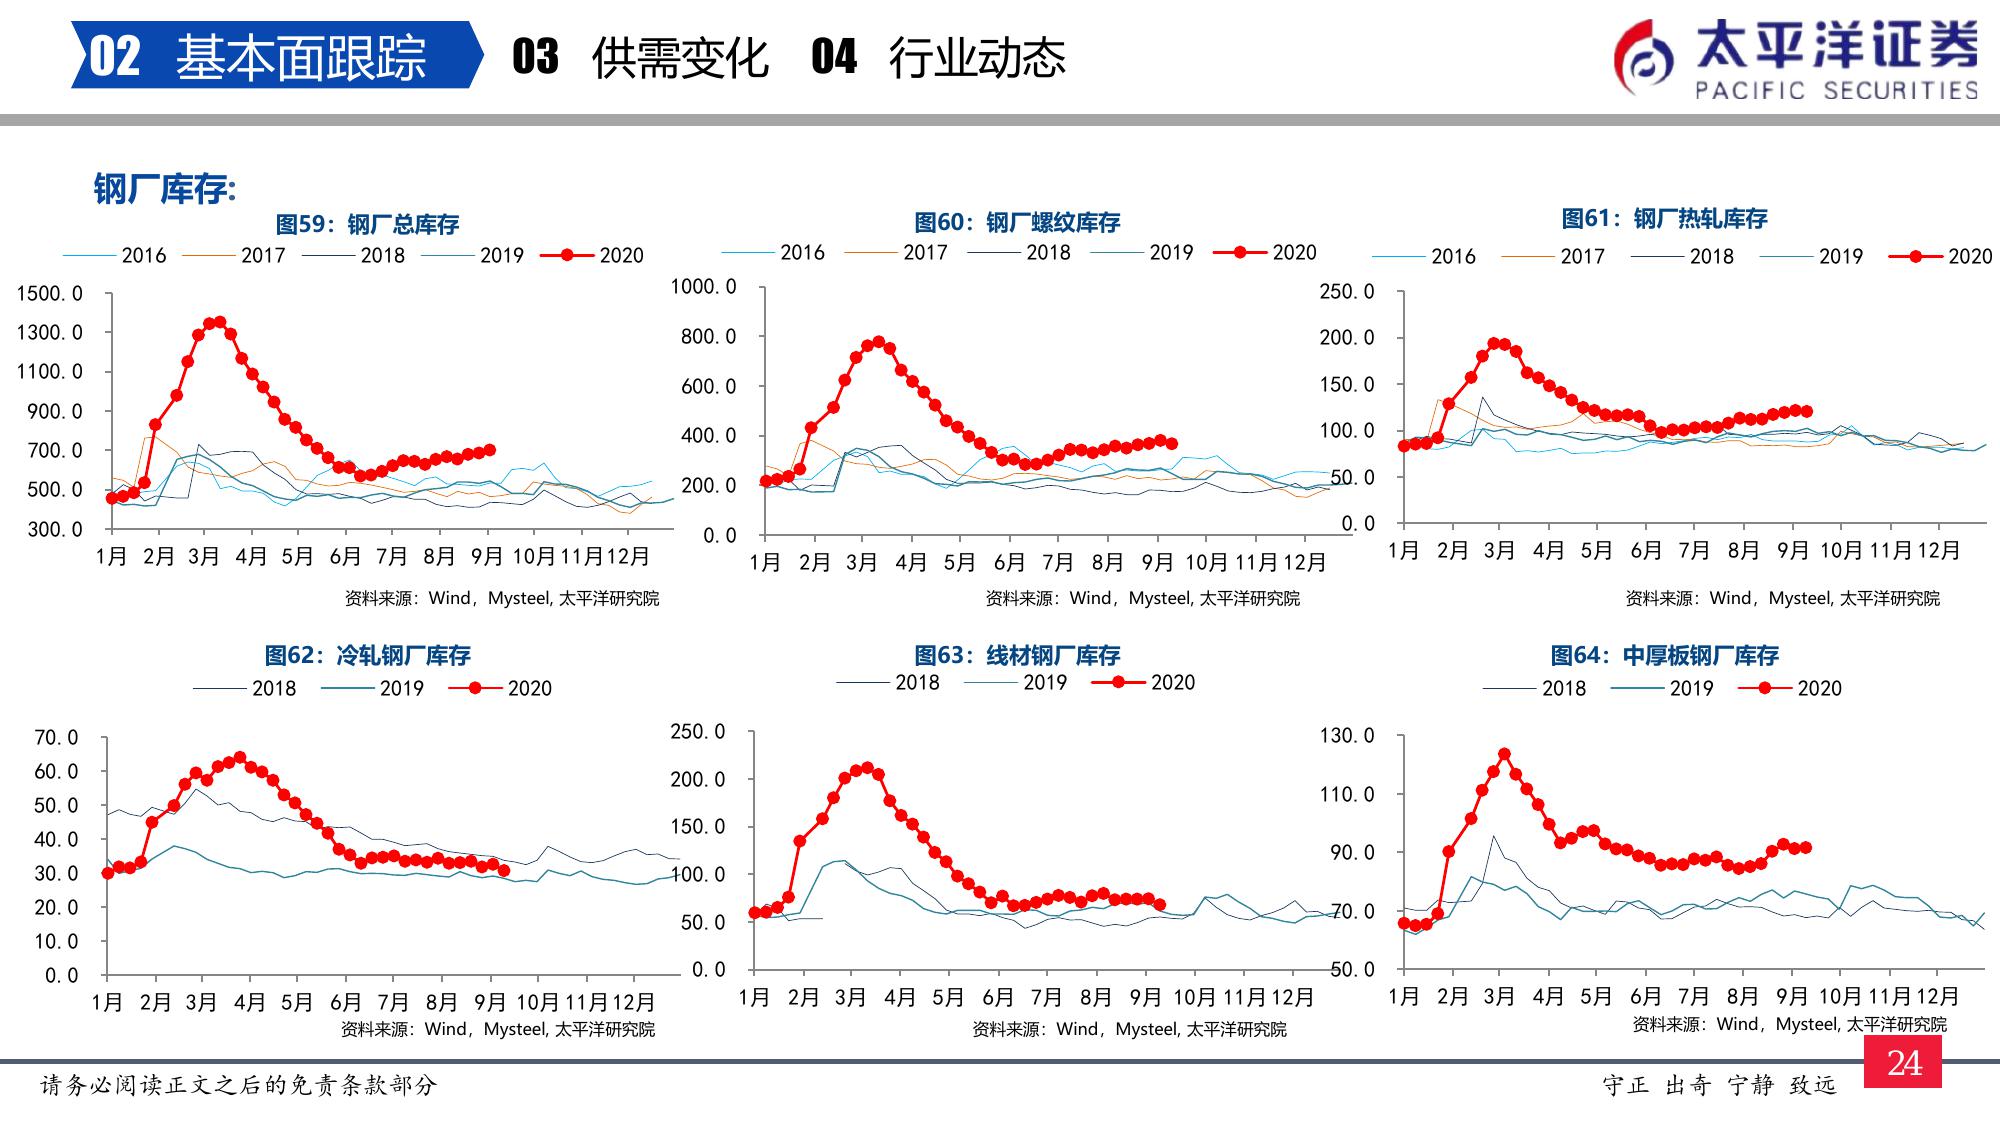 02 基本面跟踪 03 供需变化 04 行业动态
太平洋证券
PACIFIC SECURITIES
钢厂库存:
图59：钢厂总库存
2016 2017 2018 2019 2020
1500.0
1300.0
1100.0
900.0
700.0
500.0
300.0
1月 2月 3月 4月 5月 6月 7月 8月 9月 10月 11月 12月
资料来源：Wind，Mysteel, 太平洋研究院
图60：钢厂螺纹库存
2016 2017 2018 2019 2020
1000.0
800.0
600.0
400.0
200.0
0.0
1月 2月 3月 4月 5月 6月 7月 8月 9月 10月 11月 12月
资料来源：Wind，Mysteel, 太平洋研究院
图61：钢厂热轧库存
2016 2017 2018 2019 2020
250.0
200.0
150.0
100.0
50.0
0.0
1月 2月 3月 4月 5月 6月 7月 8月 9月 10月 11月 12月
资料来源：Wind，Mysteel, 太平洋研究院
图62：冷轧钢厂库存
2018 2019 2020
70.0
60.0
50.0
40.0
30.0
20.0
10.0
0.0
1月 2月 3月 4月 5月 6月 7月 8月 9月 10月 11月 12月
资料来源：Wind，Mysteel, 太平洋研究院
图63：线材钢厂库存
2018 2019 2020
250.0
200.0
150.0
100.0
50.0
0.0
1月 2月 3月 4月 5月 6月 7月 8月 9月 10月 11月 12月
资料来源：Wind，Mysteel, 太平洋研究院
图64：中厚板钢厂库存
2018 2019 2020
130.0
110.0
90.0
70.0
50.0
1月 2月 3月 4月 5月 6月 7月 8月 9月 10月 11月 12月
资料来源：Wind，Mysteel, 太平洋研究院
请务必阅读正文之后的免责条款部分
守正 出奇 宁静 致远
24